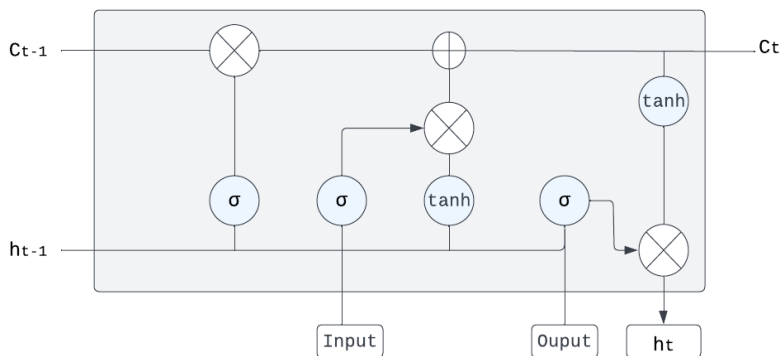 Ct-1
Ct
tanh
σ
σ
tanh
σ
ht-1
Input
Ouput
ht